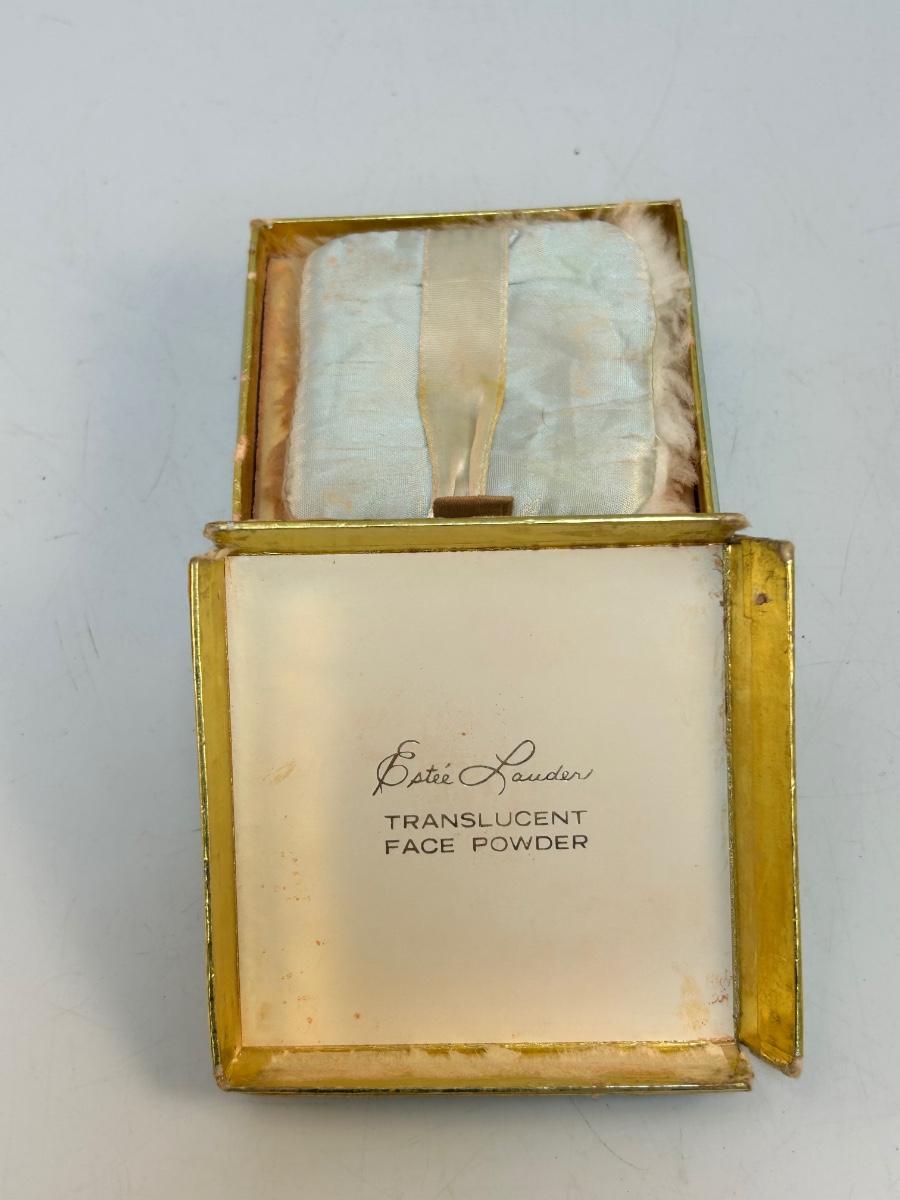 Estée Lauder
TRANSLUCENT
FACE POWDER